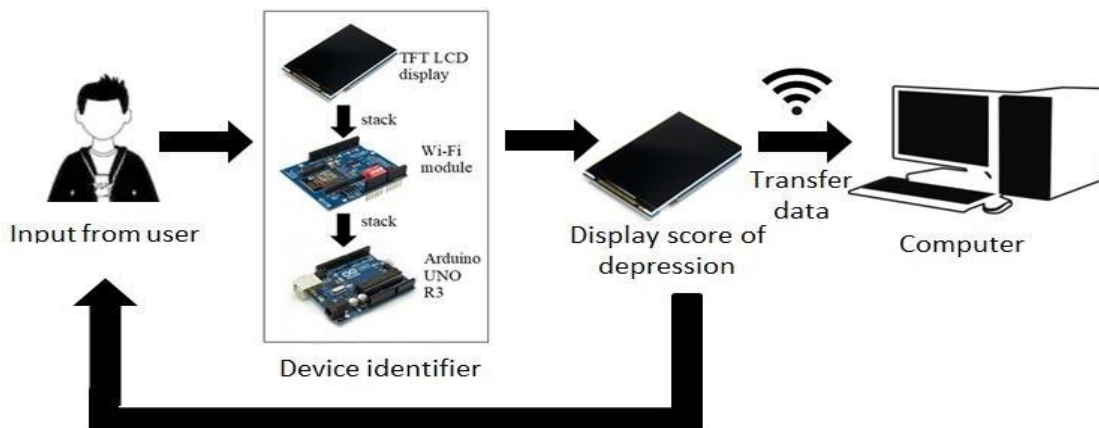 TFT LCD
display
stack
Wi-Fi
module
stack
Arduino
UNO
R3
Input from user
Device identifier
Display score of
depression
Transfer
data
Computer